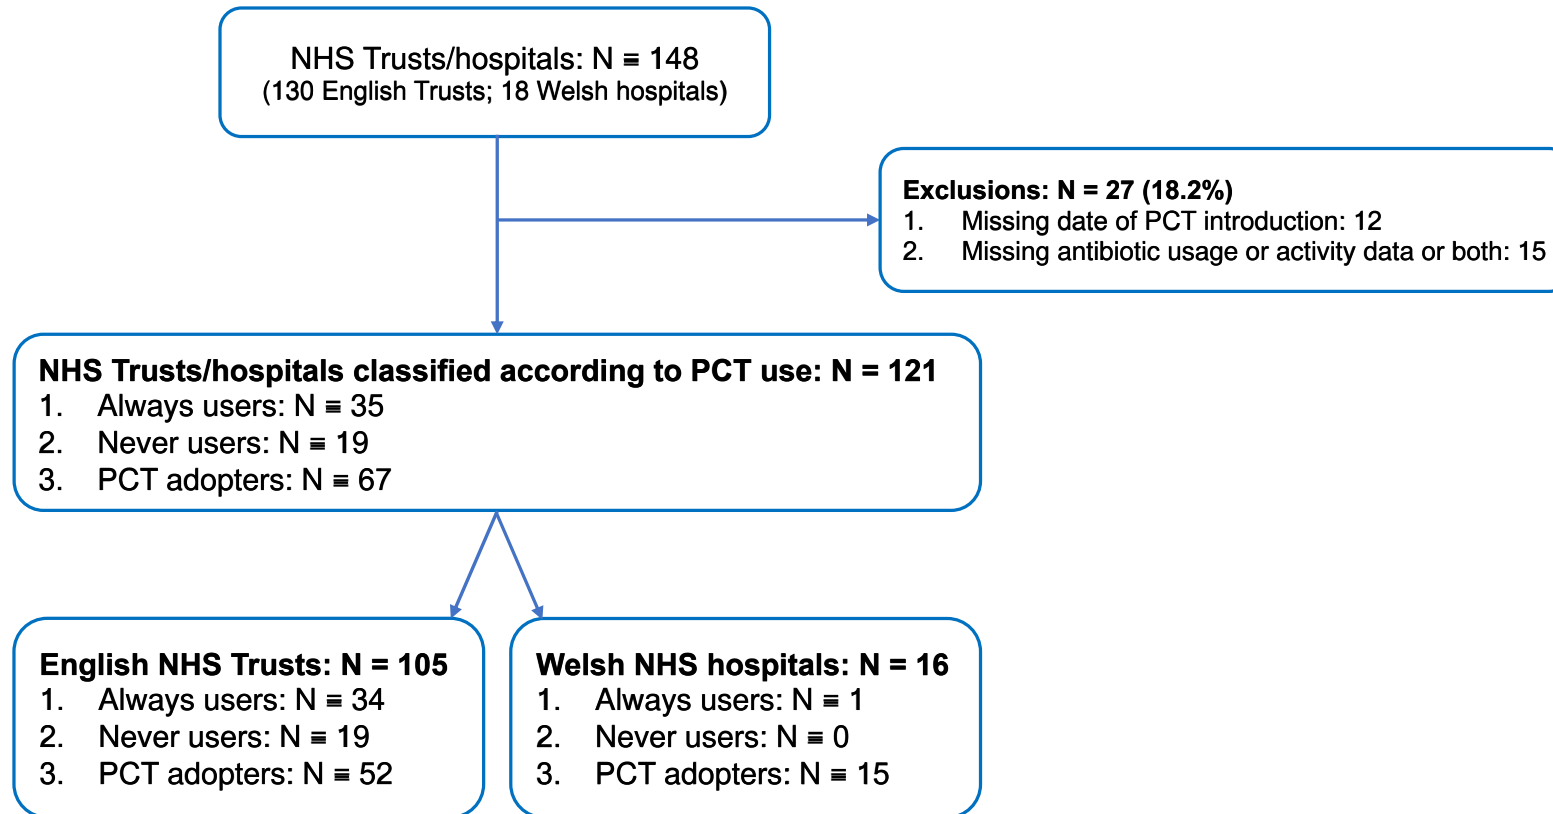 NHS Trusts/hospitals: N ≡ 148
(130 English Trusts; 18 Welsh hospitals)
Exclusions: N = 27 (18.2%)
1. Missing date of PCT introduction: 12
2. Missing antibiotic usage or activity data or both: 15
NHS Trusts/hospitals classified according to PCT use: N = 121
1. Always users: N ≡ 35
2. Never users: N ≡ 19
3. PCT adopters: N ≡ 67
English NHS Trusts: N = 105
1. Always users: N ≡ 34
2. Never users: N ≡ 19
3. PCT adopters: N ≡ 52
Welsh NHS hospitals: N = 16
1. Always users: N ≡ 1
2. Never users: N ≡ 0
3. PCT adopters: N ≡ 15